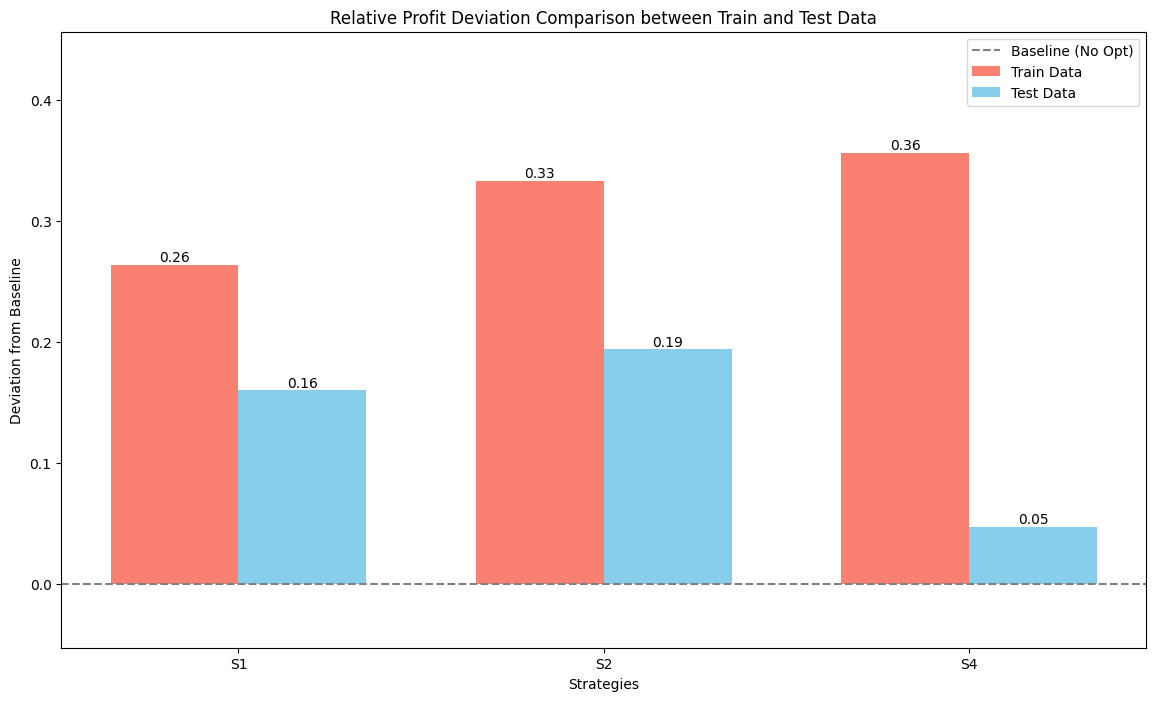 Relative Profit Deviation Comparison between Train and Test Data
Baseline (No Opt)
Train Data
Test Data
Deviation from Baseline
0.4
0.3
0.2
0.1
0.0
0.26
0.16
0.33
0.19
0.36
0.05
S1
S2
S4
Strategies